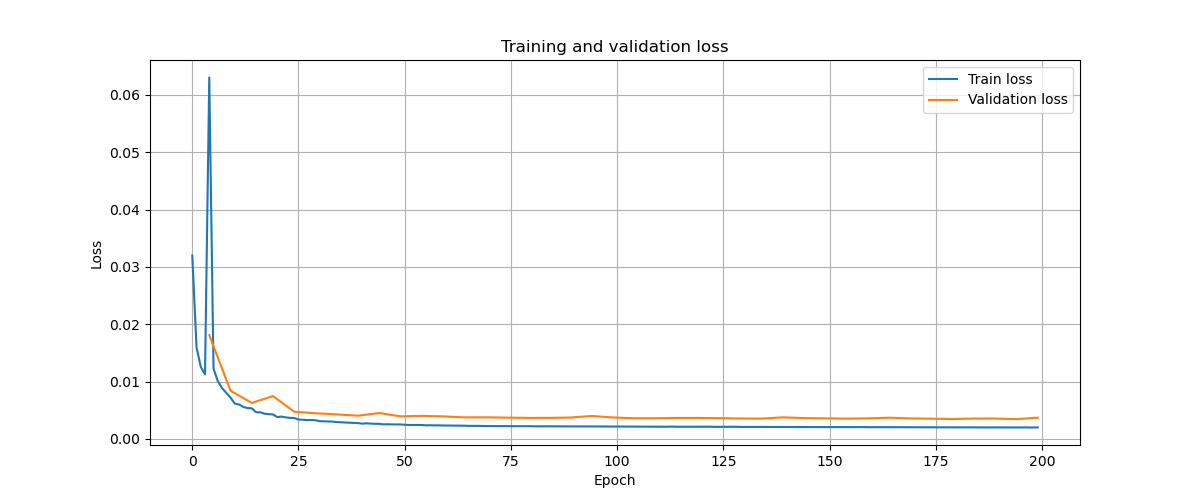 Training and validation loss
Train loss
Validation loss
Loss
0.06
0.05
0.04
0.03
0.02
0.01
0.00
0 25 50 75 100 125 150 175 200
Epoch